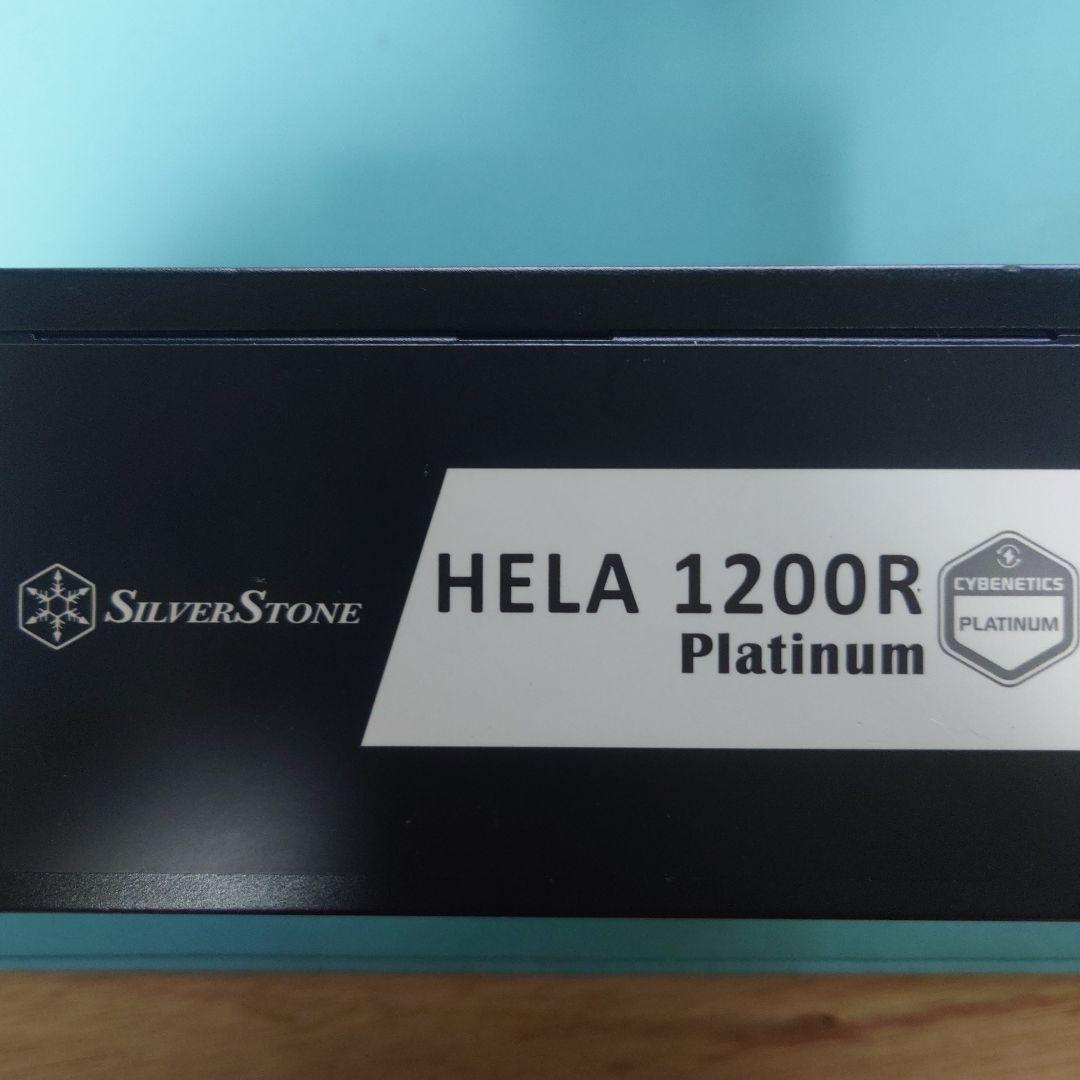 SILVERSTONE
HELA 1200R
Platinum
CYBENETICS
PLATINUM